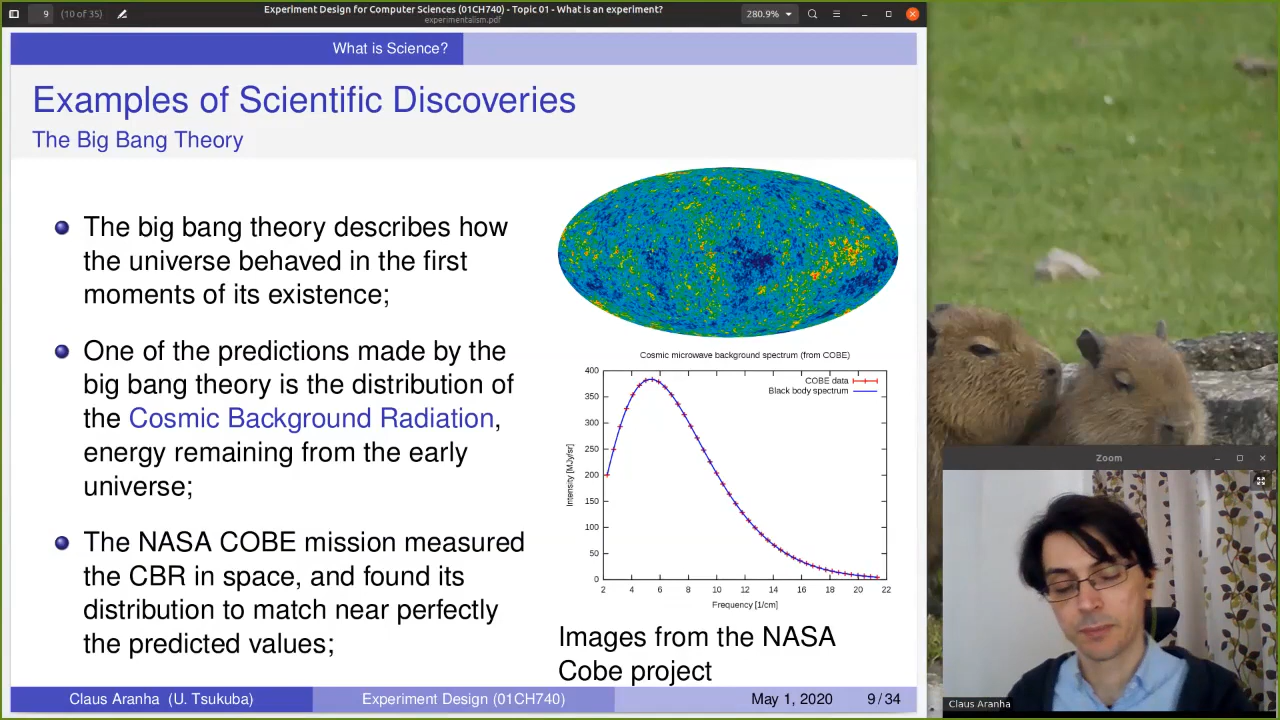 9 (10 of 35)
Experiment Design for Computer Sciences (01CH740) - Topic 01 - What is an experiment?
experimentalism.pdf
280.9%
What is Science?
Examples of Scientific Discoveries
The Big Bang Theory
The big bang theory describes how
the universe behaved in the first
moments of its existence;
One of the predictions made by the
big bang theory is the distribution of
the Cosmic Background Radiation,
energy remaining from the early
universe;
The NASA COBE mission measured
the CBR in space, and found its
distribution to match near perfectly
the predicted values;
Cosmic microwave background spectrum (from COBE)
COBE data
Black body spectrum
Intensity [MJy/sr]
400
350
300
250
200
150
100
50
0
2 4 6 8 10 12 14 16 18 20 22
Frequency [1/cm]
Images from the NASA
Cobe project
Claus Aranha (U. Tsukuba)
Experiment Design (01CH740)
May 1, 2020
9 / 34
Zoom
Claus Aranha